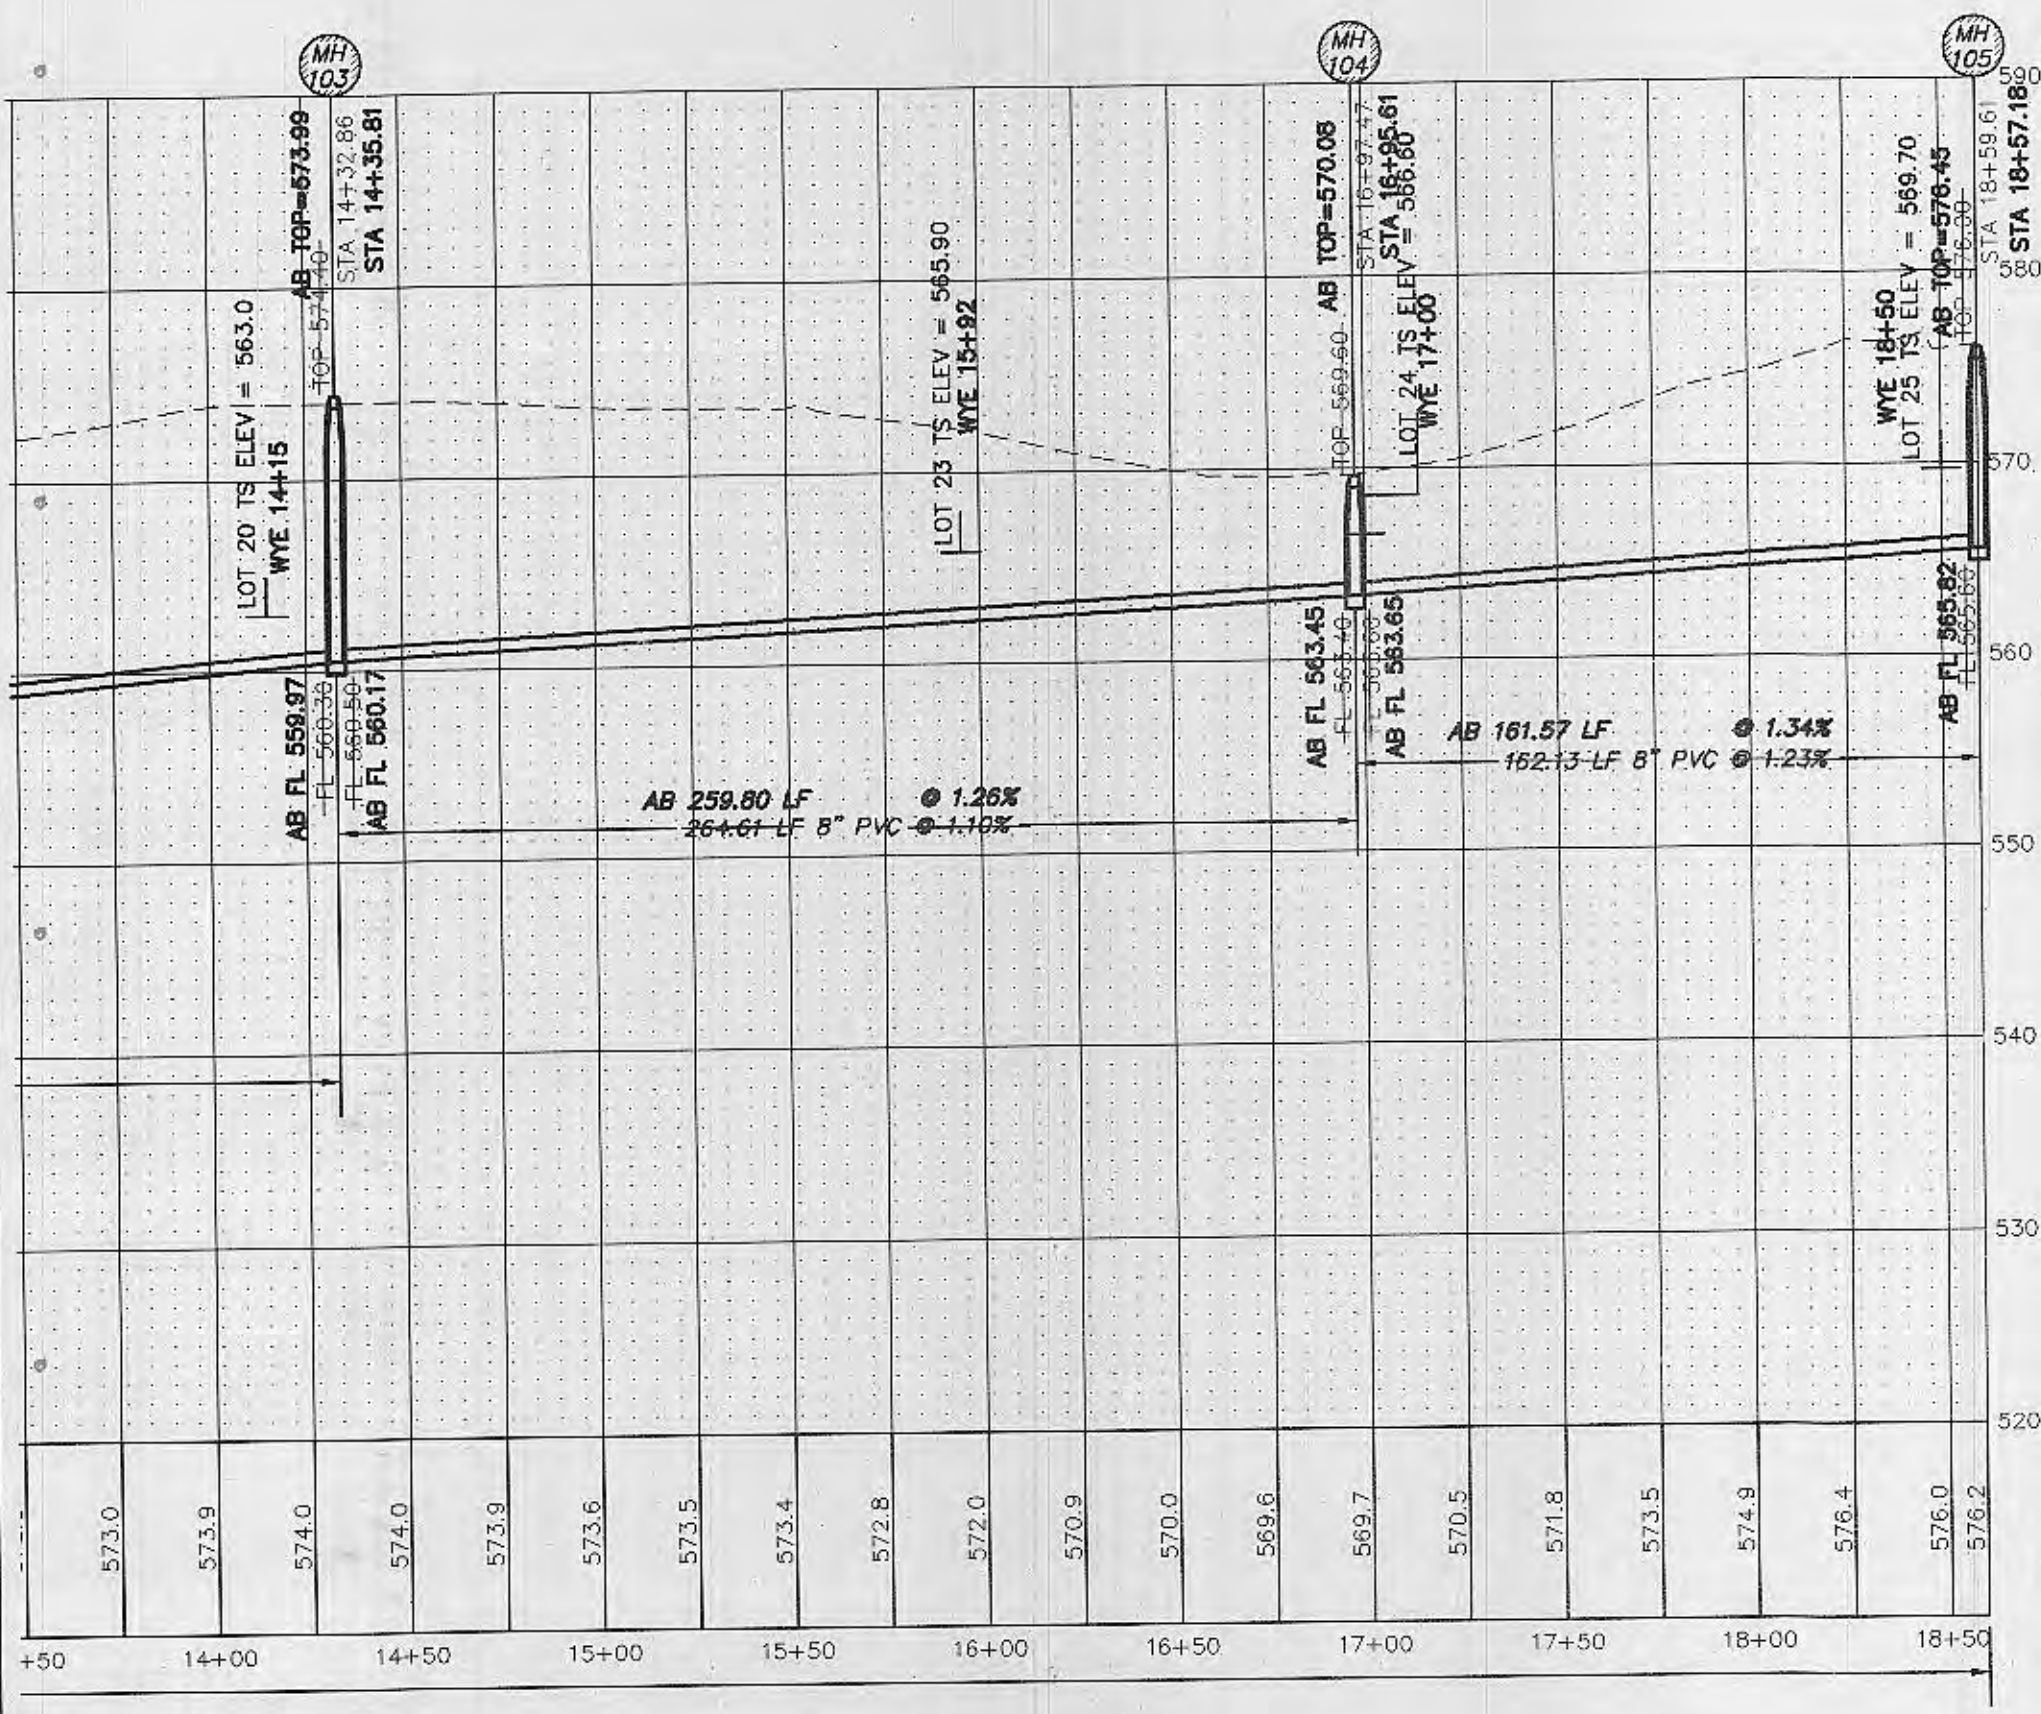 MH
103
MH
104
MH
105
AB TOP=573.99
TOP 574.40
STA 14+32.86
STA 14+35.81
AB TOP=570.08
TOP 569.60
STA 16+97.47
STA 16+95.61
LOT 24 TS ELEV = 566.60
WYE 17+00
WYE 18+50
LOT 25 TS ELEV = 569.70
AB TOP=576.45
TOP 576.30
STA 18+59.61
STA 18+57.18
LOT 20 TS ELEV = 563.0
WYE 14+15
LOT 23 TS ELEV = 565.90
WYE 15+92
590
580
570
560
550
540
530
520
AB FL 559.97
FL 560.30
FL 560.50
AB FL 560.17
AB FL 563.45
FL 563.40
FL 563.60
AB FL 563.65
AB FL 565.82
FL 565.60
AB 259.80 LF @ 1.26%
264.61 LF 8" PVC @ 1.10%
AB 161.57 LF @ 1.34%
162.13 LF 8" PVC @ 1.23%
573.0
573.9
574.0
574.0
573.9
573.6
573.5
573.4
572.8
572.0
570.9
570.0
569.6
569.7
570.5
571.8
573.5
574.9
576.4
576.0
576.2
+50 14+00 14+50 15+00 15+50 16+00 16+50 17+00 17+50 18+00 18+50